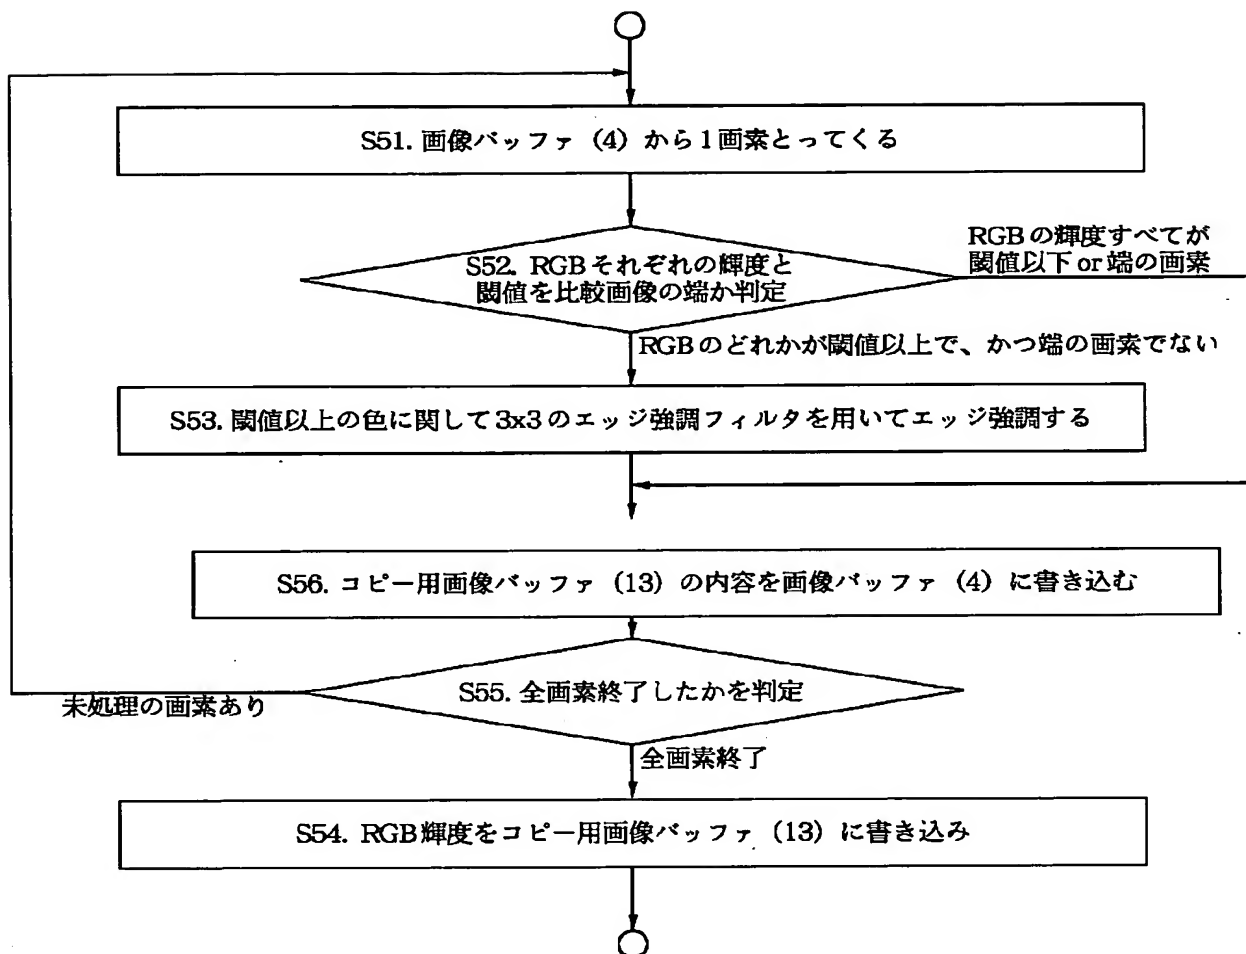 S51. 画像バッファ (4) から1画素とってくる
RGBの輝度すべてが
閾値以下or端の画素
S52. RGBそれぞれの輝度と
閾値を比較画像の端か判定
RGBのどれかが閾値以上で、かつ端の画素でない
S53. 閾値以上の色に関して3x3のエッジ強調フィルタを用いてエッジ強調する
S56. コピー用画像バッファ (13) の内容を画像バッファ (4) に書き込む
S55. 全画素終了したかを判定
未処理の画素あり
全画素終了
S54. RGB輝度をコピー用画像バッファ (13) に書き込み